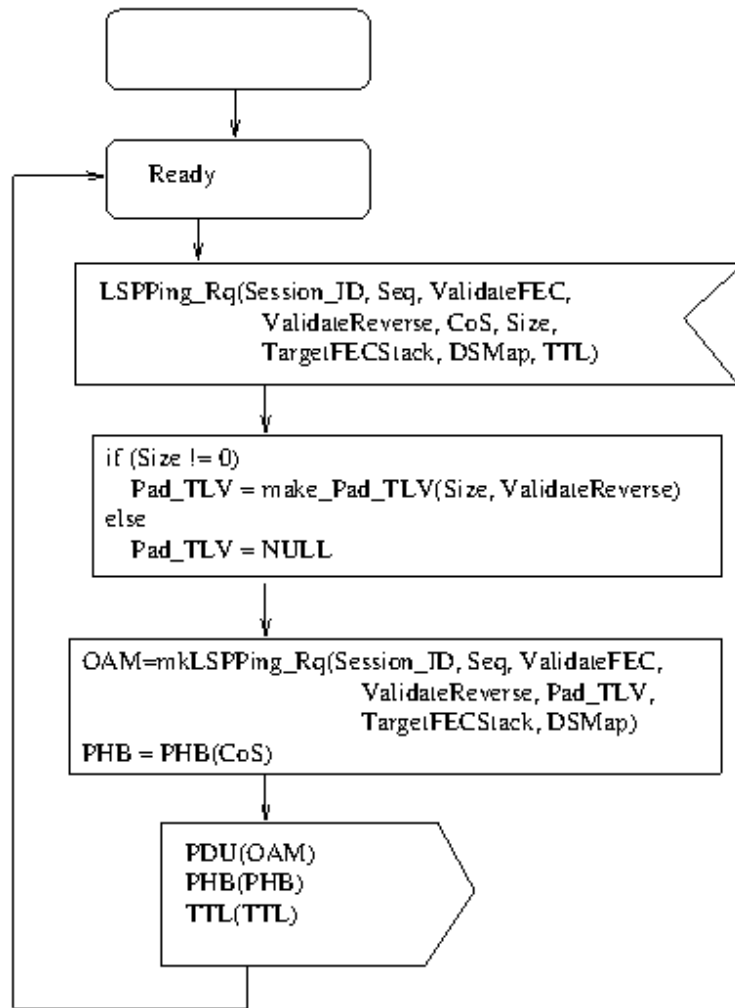 Ready
LSPPing_Rq(Session_ID, Seq, ValidateFEC,
ValidateReverse, CoS, Size,
TargetFECStack, DSMap, TTL)
if (Size != 0)
Pad_TLV = make_Pad_TLV(Size, ValidateReverse)
else
Pad_TLV = NULL
OAM=mkLSPPing_Rq(Session_ID, Seq, ValidateFEC,
ValidateReverse, Pad_TLV,
TargetFECStack, DSMap)
PHB = PHB(CoS)
PDU(OAM)
PHB(PHB)
TTL(TTL)